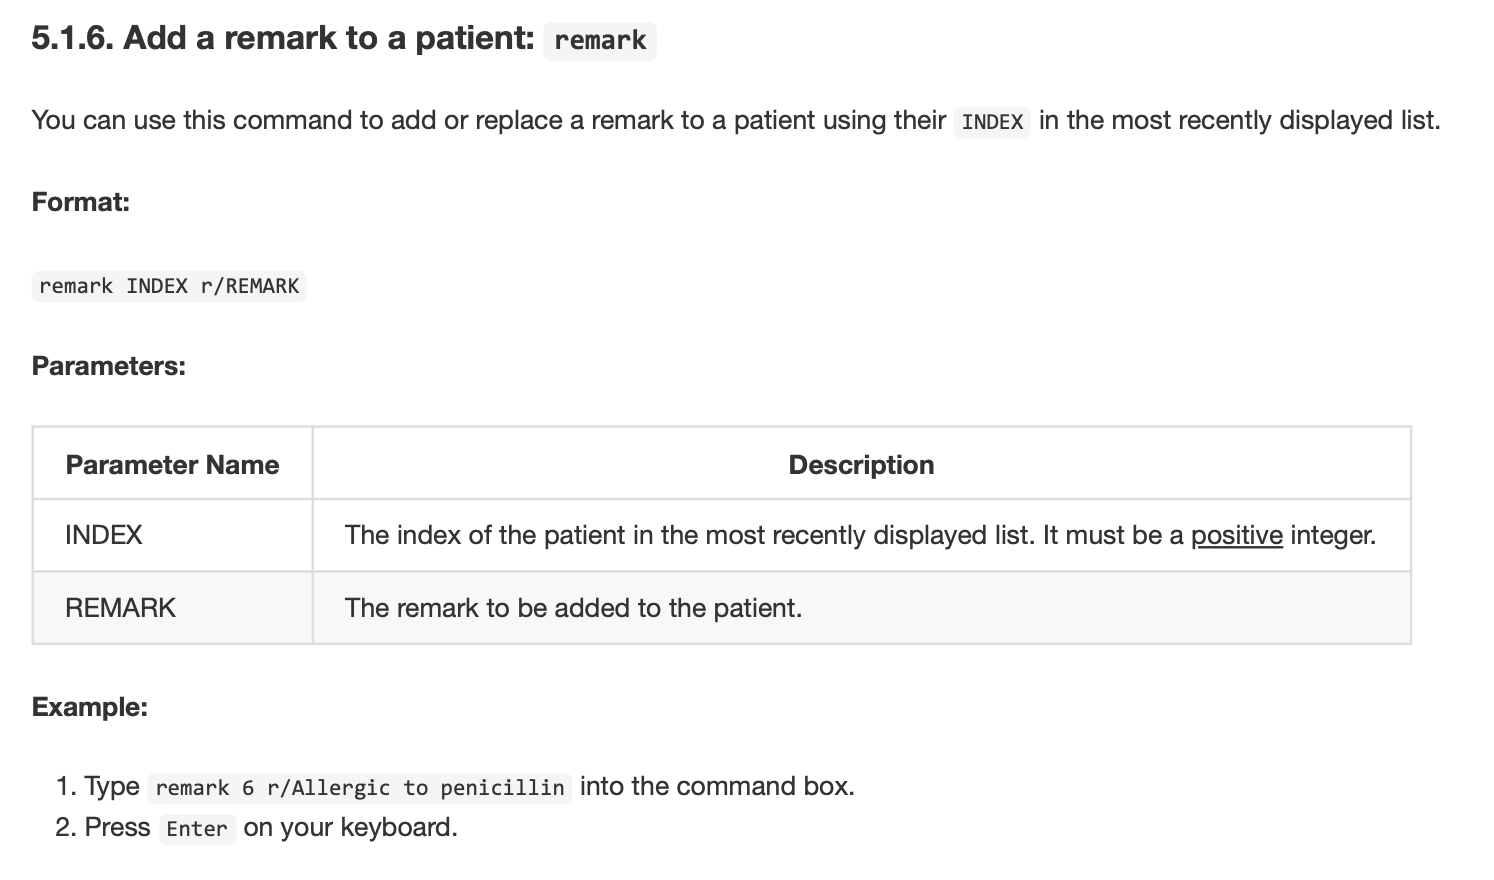 5.1.6. Add a remark to a patient: remark
You can use this command to add or replace a remark to a patient using their INDEX in the most recently displayed list.
Format:
remark INDEX r/REMARK
Parameters:
Parameter Name Description
INDEX The index of the patient in the most recently displayed list. It must be a positive integer.
REMARK The remark to be added to the patient.
Example:
1. Type remark 6 r/Allergic to penicillin into the command box.
2. Press Enter on your keyboard.